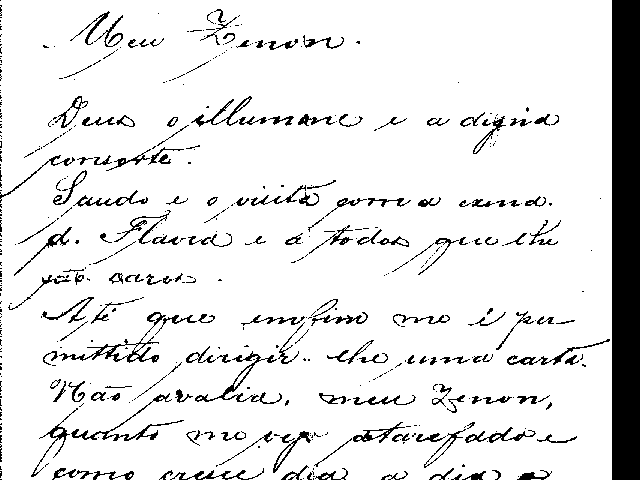 Meu Zenon.
Deus o illumine e a digna
consorte.
Saudo e o visito com a exma.
d. Flavia e a todos que lhe
são caros.
Até que emfim me é per
mittido dirigir-lhe uma carta.
Não avalia, meu Zenon,
quanto me vejo atarefado e
como cresce dia a dia o